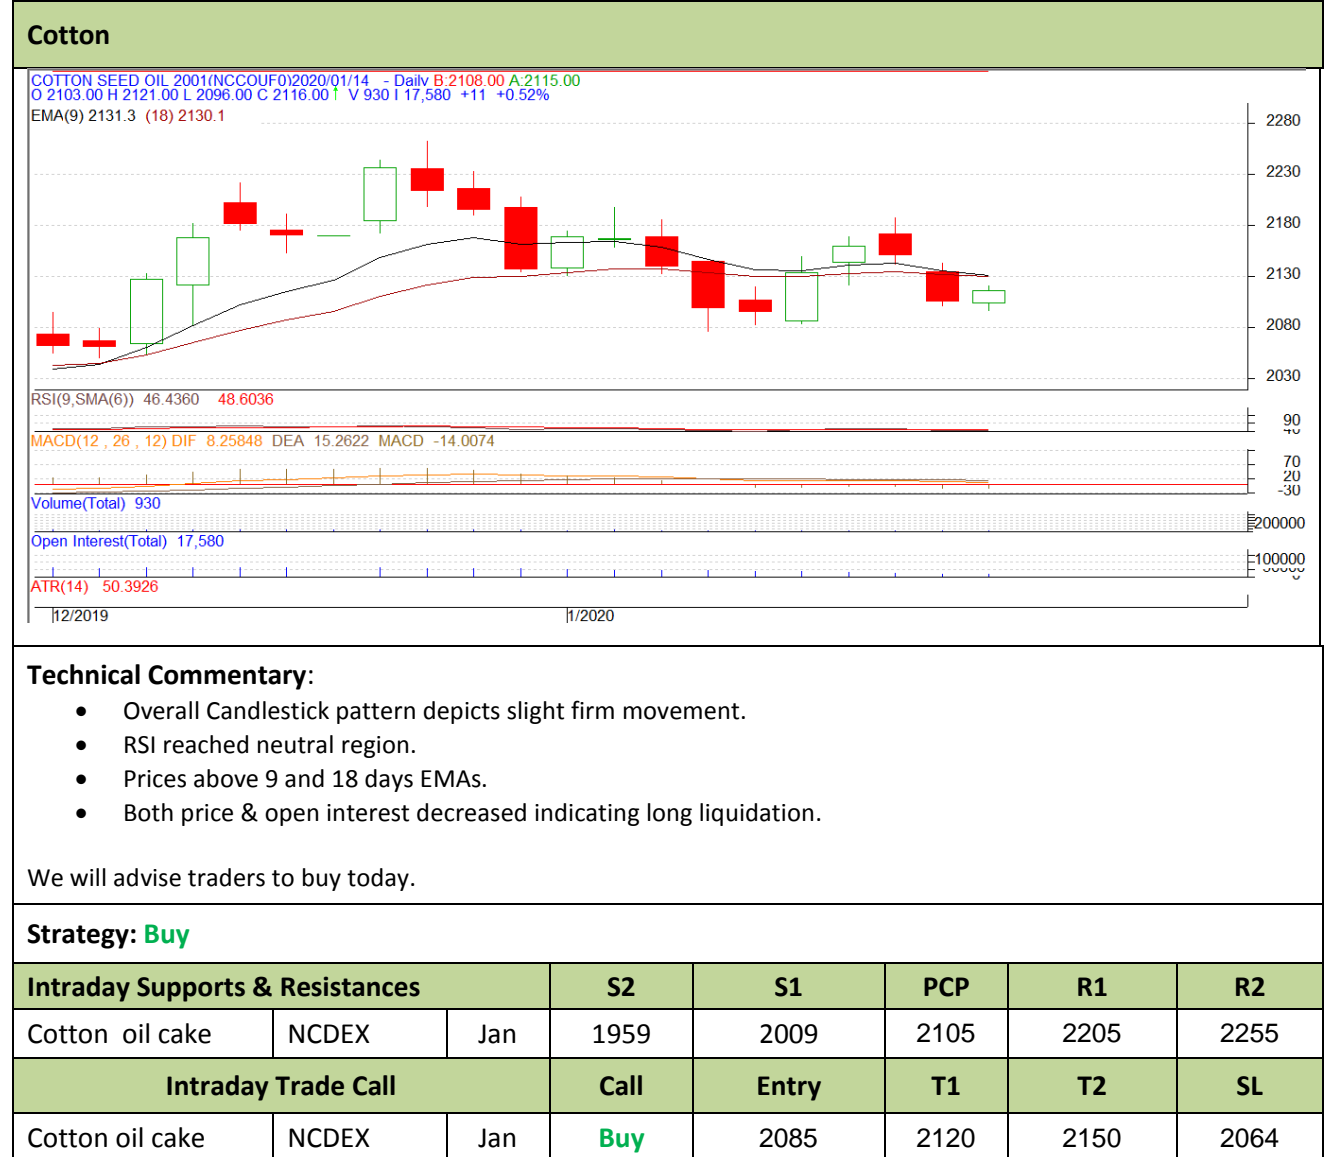 Cotton
COTTON SEED OIL 2001(NCCOUF0)2020/01/14 - Daily B:2108.00 A:2115.00
O 2103.00 H 2121.00 L 2096.00 C 2116.00↑ V 930 I 17,580 +11 +0.52%
EMA(9) 2131.3 (18) 2130.1
2280
2230
2180
2130
2080
2030
RSI(9,SMA(6)) 46.4360 48.6036
90
MACD(12 , 26 , 12) DIF 8.25848 DEA 15.2622 MACD -14.0074
70
20
-30
Volume(Total) 930
200000
Open Interest(Total) 17,580
100000
ATR(14) 50.3926
12/2019 1/2020
Technical Commentary:
• Overall Candlestick pattern depicts slight firm movement.
• RSI reached neutral region.
• Prices above 9 and 18 days EMAs.
• Both price & open interest decreased indicating long liquidation.
We will advise traders to buy today.
Strategy: Buy
Intraday Supports & Resistances S2 S1 PCP R1 R2
Cotton oil cake NCDEX Jan 1959 2009 2105 2205 2255
Intraday Trade Call Call Entry T1 T2 SL
Cotton oil cake NCDEX Jan Buy 2085 2120 2150 2064